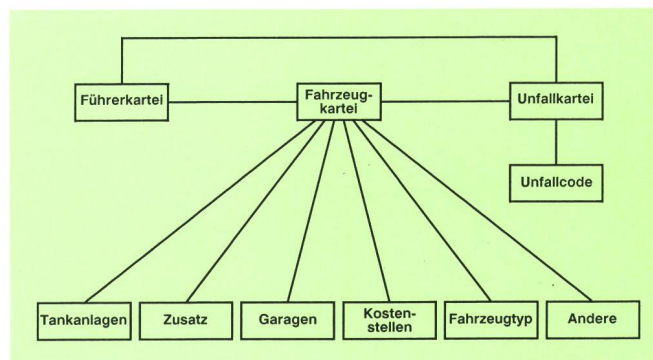 Führerkartei
Fahrzeug-
kartei
Unfallkartei
Unfallcode
Tankanlagen
Zusatz
Garagen
Kosten-
stellen
Fahrzeugtyp
Andere